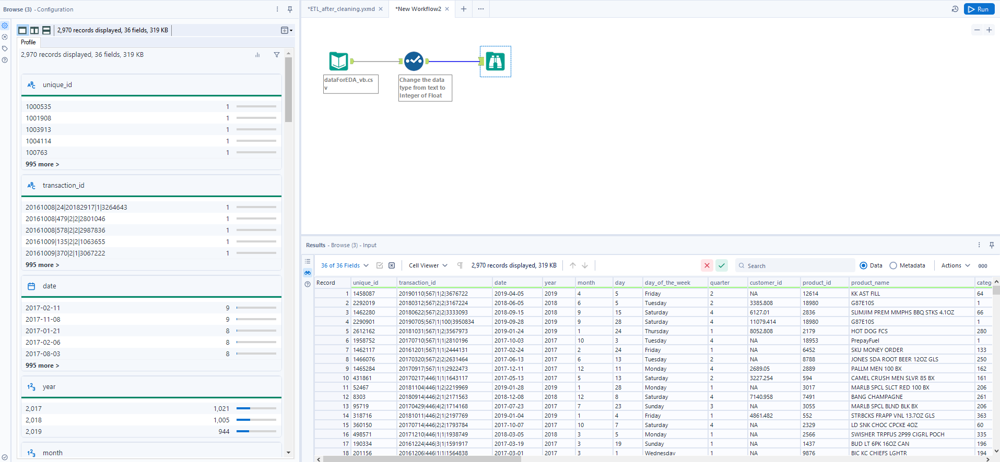 Browse (3) - Configuration
2,970 records displayed, 36 fields, 319 KB
Profile
2,970 records displayed, 36 fields, 319 KB
ABC unique_id
1000535 1
1001908 1
1003913 1
1004114 1
100763 1
995 more >
ABC transaction_id
20161008|24|20182917|1|3264643 1
20161008|479|2|2|2801046 1
20161008|578|2|2|2987836 1
20161009|135|2|2|1063655 1
20161009|370|2|1|3067222 1
995 more >
date
2017-02-11 9
2017-11-08 9
2017-01-21 8
2017-02-06 8
2017-08-03 8
995 more >
123 year
2,017 1,021
2,018 1,005
2,019 944
123 month
*ETL_after_cleaning.yxmd
*New Workflow2
Run
dataForEDA_vb.cs
v
Change the data
type from text to
Integer of Float
Results - Browse (3) - Input
36 of 36 Fields Cell Viewer 2,970 records displayed, 319 KB Search Data Metadata Actions 000
Record unique_id transaction_id date year month day day_of_the_week quarter customer_id product_id product_name categ
1 1458087 20190110|567|1|2|3676722 2019-04-05 2019 4 5 Friday 2 NA 12614 KK AST FILL 64
2 2292019 20180312|567|2|2|3167224 2018-06-05 2018 6 5 Tuesday 2 3385.808 18980 G87E10S 1
3 1462280 20180622|567|2|2|3333093 2018-09-15 2018 9 15 Saturday 4 6127.01 2836 SLIMJIM PREM MMPHS BBQ STKS 4.1OZ 66
4 2290901 20190705|567|1|100|3950834 2019-09-28 2019 9 28 Saturday 4 11079.414 18980 G87E10S 1
5 2612162 20181031|567|1|2|3567973 2019-01-24 2019 1 24 Thursday 1 8052.808 2179 HOT DOG FCS 280
6 1958752 20170710|567|1|1|2810196 2017-10-03 2017 10 3 Tuesday 4 NA 18953 PrepayFuel 1
7 1462117 20161201|567|1|1|2444131 2017-02-24 2017 2 24 Friday 1 NA 6452 SKU MONEY ORDER 133
8 1466076 20170320|567|2|2|2631464 2017-06-13 2017 6 13 Tuesday 2 NA 8788 JONES SDA ROOT BEER 12OZ GLS 250
9 1465284 20170917|567|1|1|2922473 2017-12-11 2017 12 11 Monday 4 2689.05 2889 PALLM MEN 100 BX 162
10 431861 20170217|446|1|1|1643117 2017-05-13 2017 5 13 Saturday 2 3227.254 594 CAMEL CRUSH MEN SLVR 85 BX 161
11 52467 20181104|446|1|2|2219969 2019-01-28 2019 1 28 Monday 1 NA 3017 MARLB SPCL SLCT RED 100 BX 206
12 8303 20180914|446|2|1|2171563 2018-12-08 2018 12 8 Saturday 4 7140.958 7491 BANG CHAMPAGNE 261
13 95719 20170429|446|4|2|1714168 2017-07-23 2017 7 23 Sunday 3 NA 3055 MARLB SPCL BLND BLK BX 206
14 318716 20181011|446|2|1|2197769 2019-01-04 2019 1 4 Friday 1 4861.482 552 STRBCKS FRAPP VNL 13.7OZ GLS 363
15 360150 20170714|446|2|2|1793784 2017-10-07 2017 10 7 Saturday 4 NA 2329 LD SNK CHOC CPCKE 4OZ 60
16 498571 20171210|446|1|1|1938749 2018-03-05 2018 3 5 Monday 1 NA 2566 SWISHER TRPFUS 2P99 CIGRL POCH 335
17 190334 20161224|446|3|1|1591917 2017-03-19 2017 3 19 Sunday 1 NA 1437 BUD LT 6PK 16OZ CAN 196
18 201156 20161206|446|1|1|1564838 2017-03-01 2017 3 1 Wednesday 1 NA 9876 BIC KC CHIEFS LGHTR 194